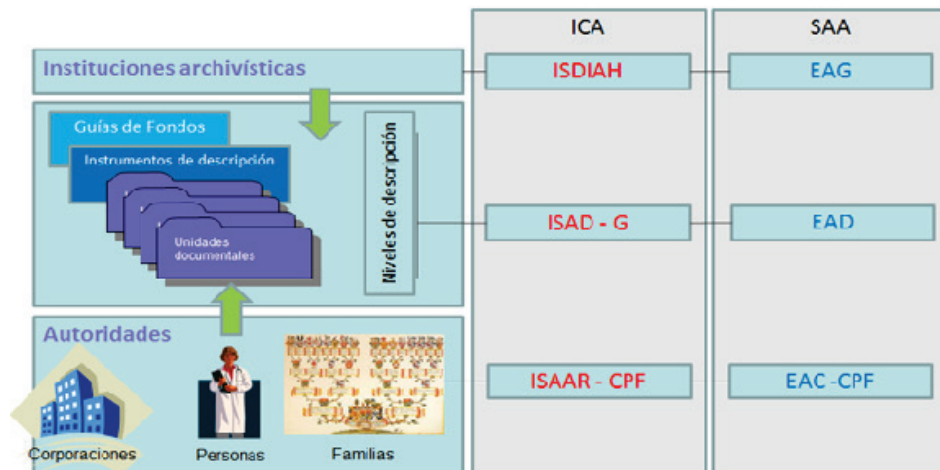 ICA
SAA
Instituciones archivísticas
ISDIAH
EAG
Guías de Fondos
Instrumentos de descripción
Unidades
documentales
Niveles de descripción
ISAD - G
EAD
Autoridades
ISAAR - CPF
EAC -CPF
Corporaciones
Personas
Familias